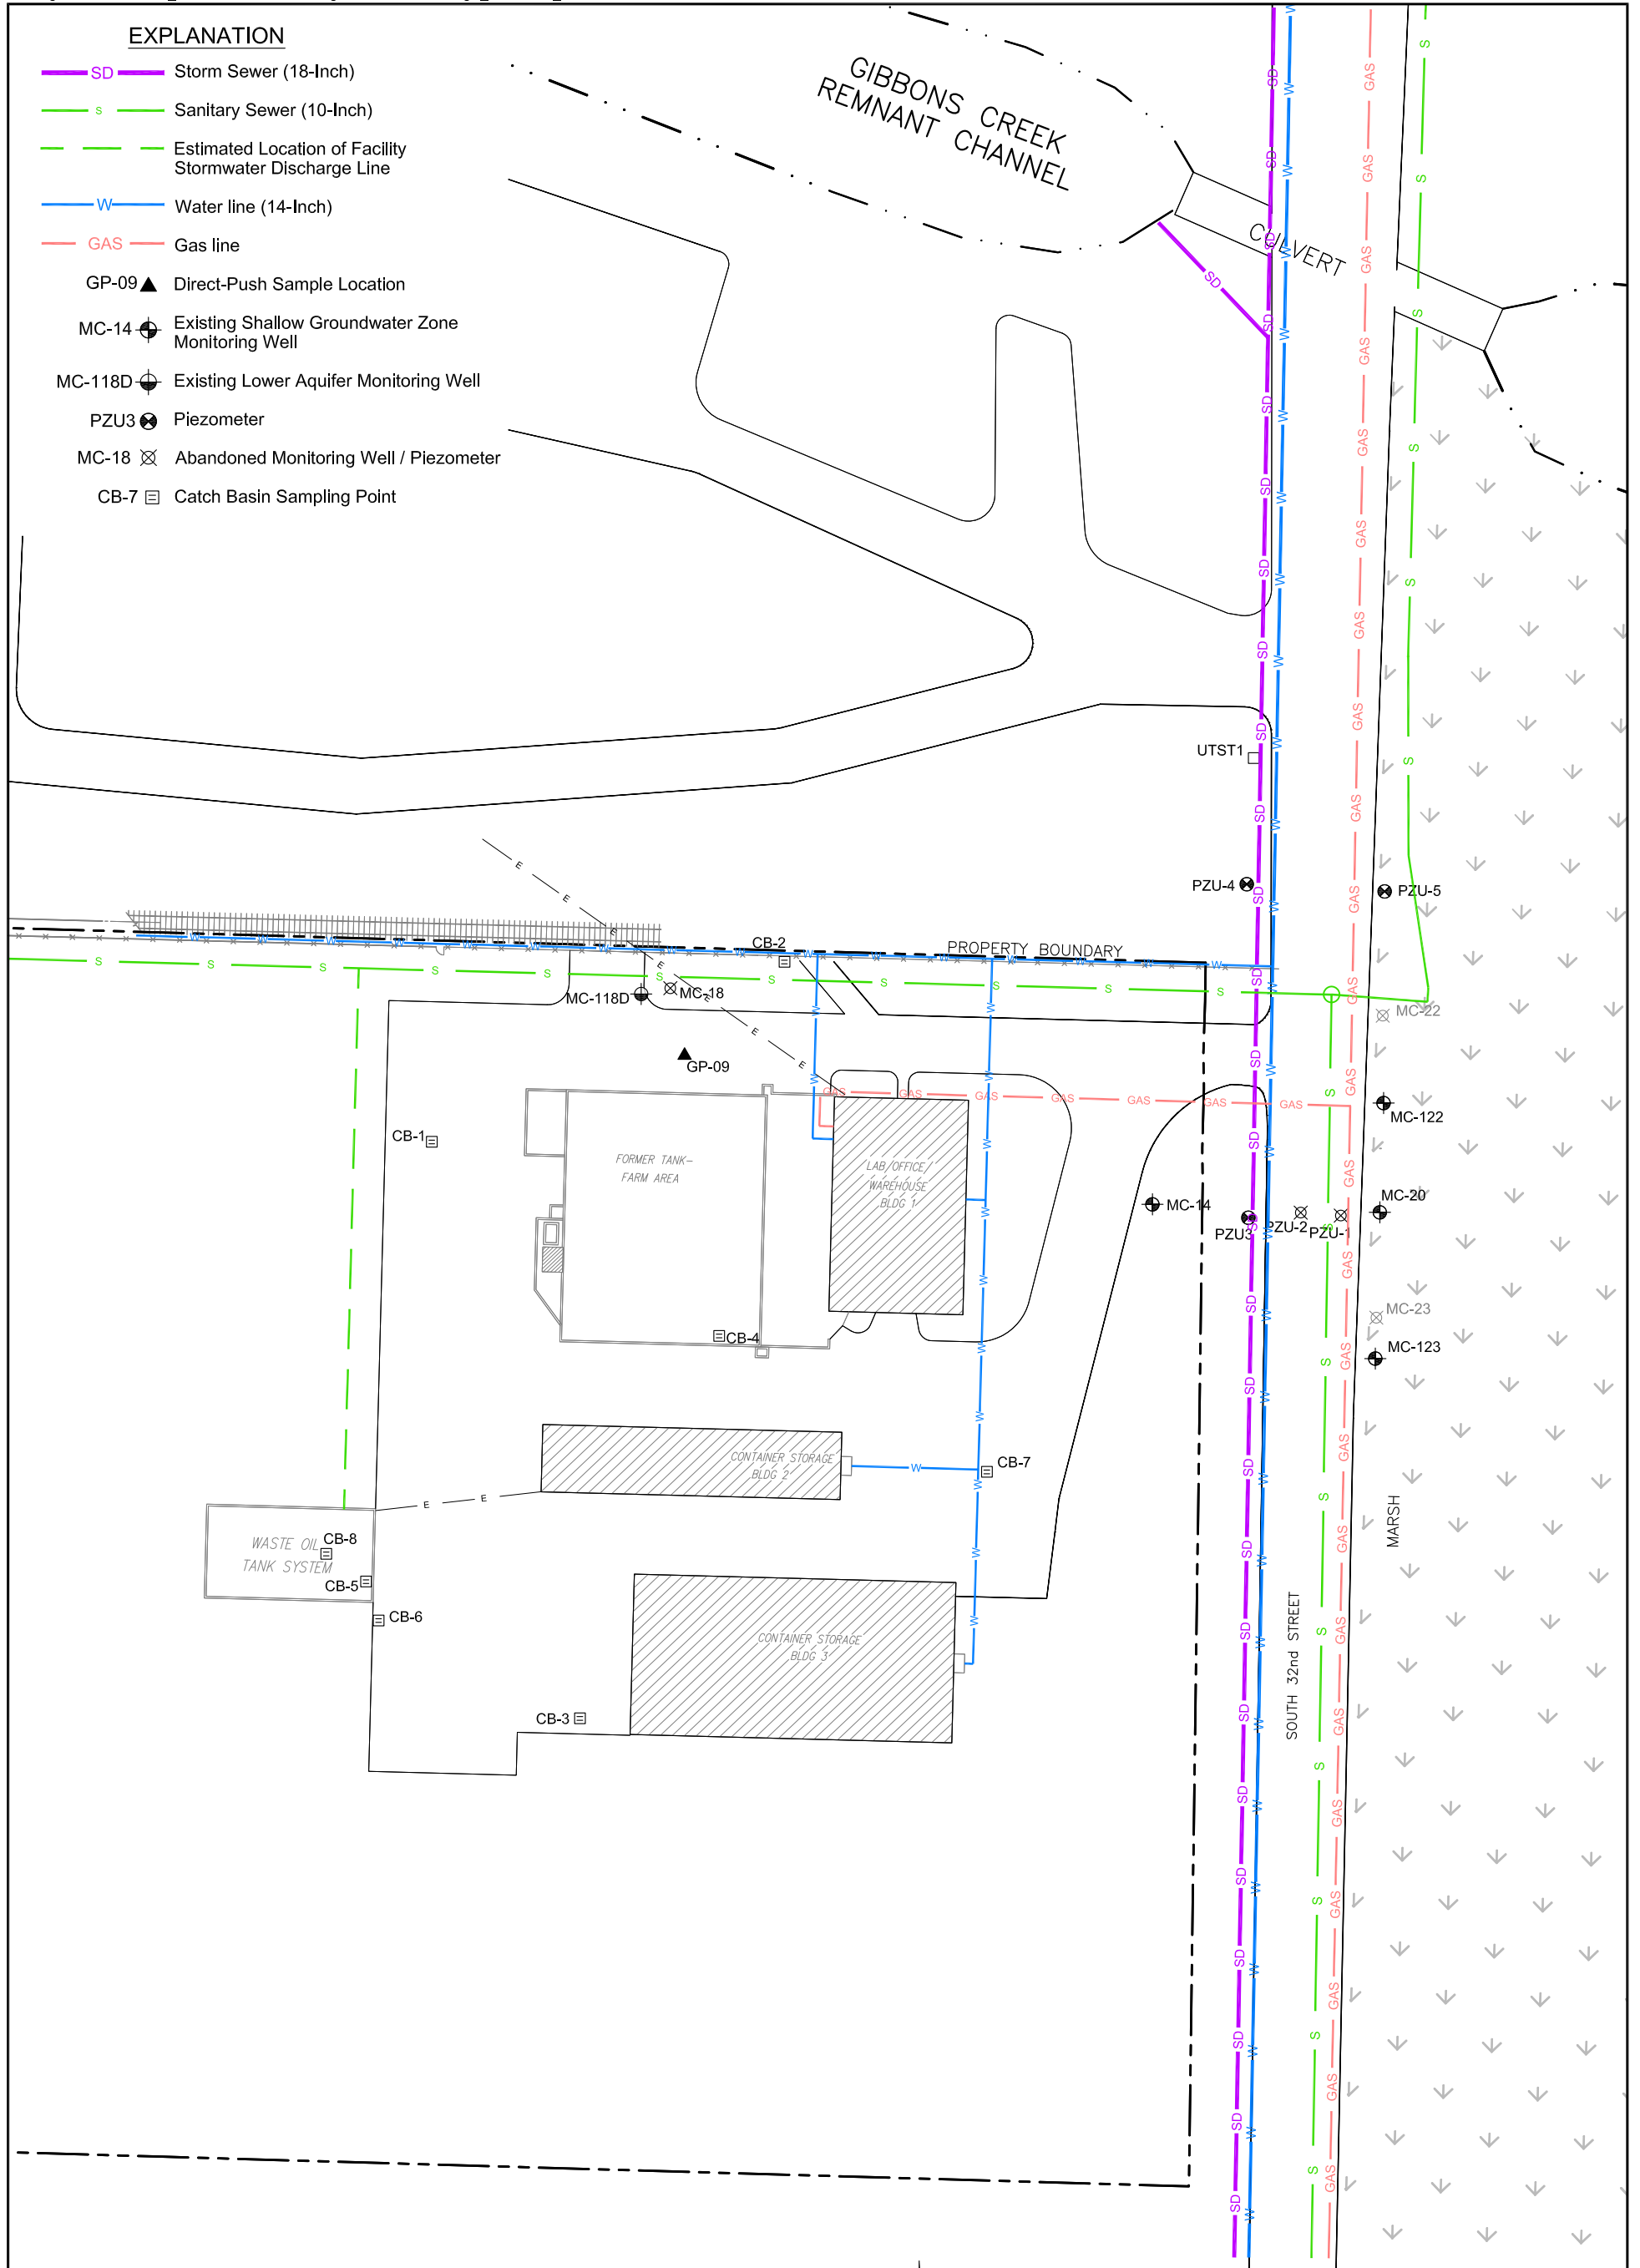 EXPLANATION
SD Storm Sewer (18-Inch)
s Sanitary Sewer (10-Inch)
Estimated Location of Facility
Stormwater Discharge Line
W Water line (14-Inch)
GAS Gas line
GP-09 Direct-Push Sample Location
MC-14 Existing Shallow Groundwater Zone
Monitoring Well
MC-118D Existing Lower Aquifer Monitoring Well
PZU3 Piezometer
MC-18 Abandoned Monitoring Well / Piezometer
CB-7 Catch Basin Sampling Point
GIBBONS CREEK
REMNANT CHANNEL
CULVERT
UTST1
PZU-4
PZU-5
CB-2
PROPERTY BOUNDARY
MC-118D
MC-18
MC-22
GP-09
MC-122
CB-1
FORMER TANK-
FARM AREA
LAB/OFFICE/
WAREHOUSE
BLDG 1
MC-14
MC-20
PZU3
PZU-2
PZU-1
MC-23
CB-4
MC-123
CONTAINER STORAGE
BLDG 2
CB-7
WASTE OIL
TANK SYSTEM
CB-8
CB-5
CB-6
CONTAINER STORAGE
BLDG 3
CB-3
SOUTH 32nd STREET
MARSH